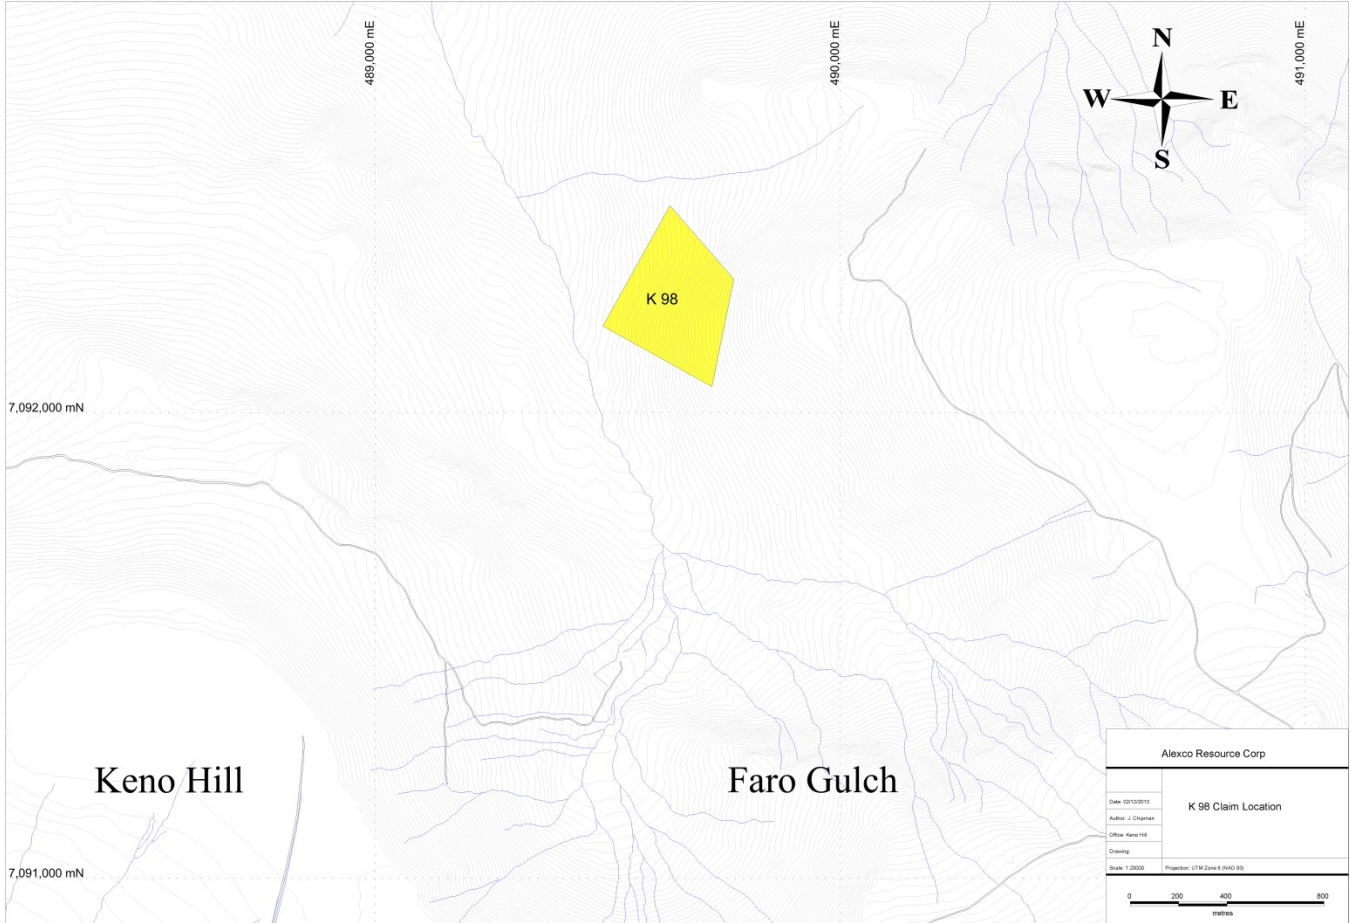 489,000 mE
490,000 mE
491,000 mE
N
W E
S
K 98
7,092,000 mN
Keno Hill
Faro Gulch
7,091,000 mN
Alexco Resource Corp
K 98 Claim Location
Date: 02/12/2013
Author: J. Chipman
Office: Keno Hill
Drawing:
Scale: 1:20000
Projection: UTM Zone 8 (NAD 83)
0 200 400 800
metres